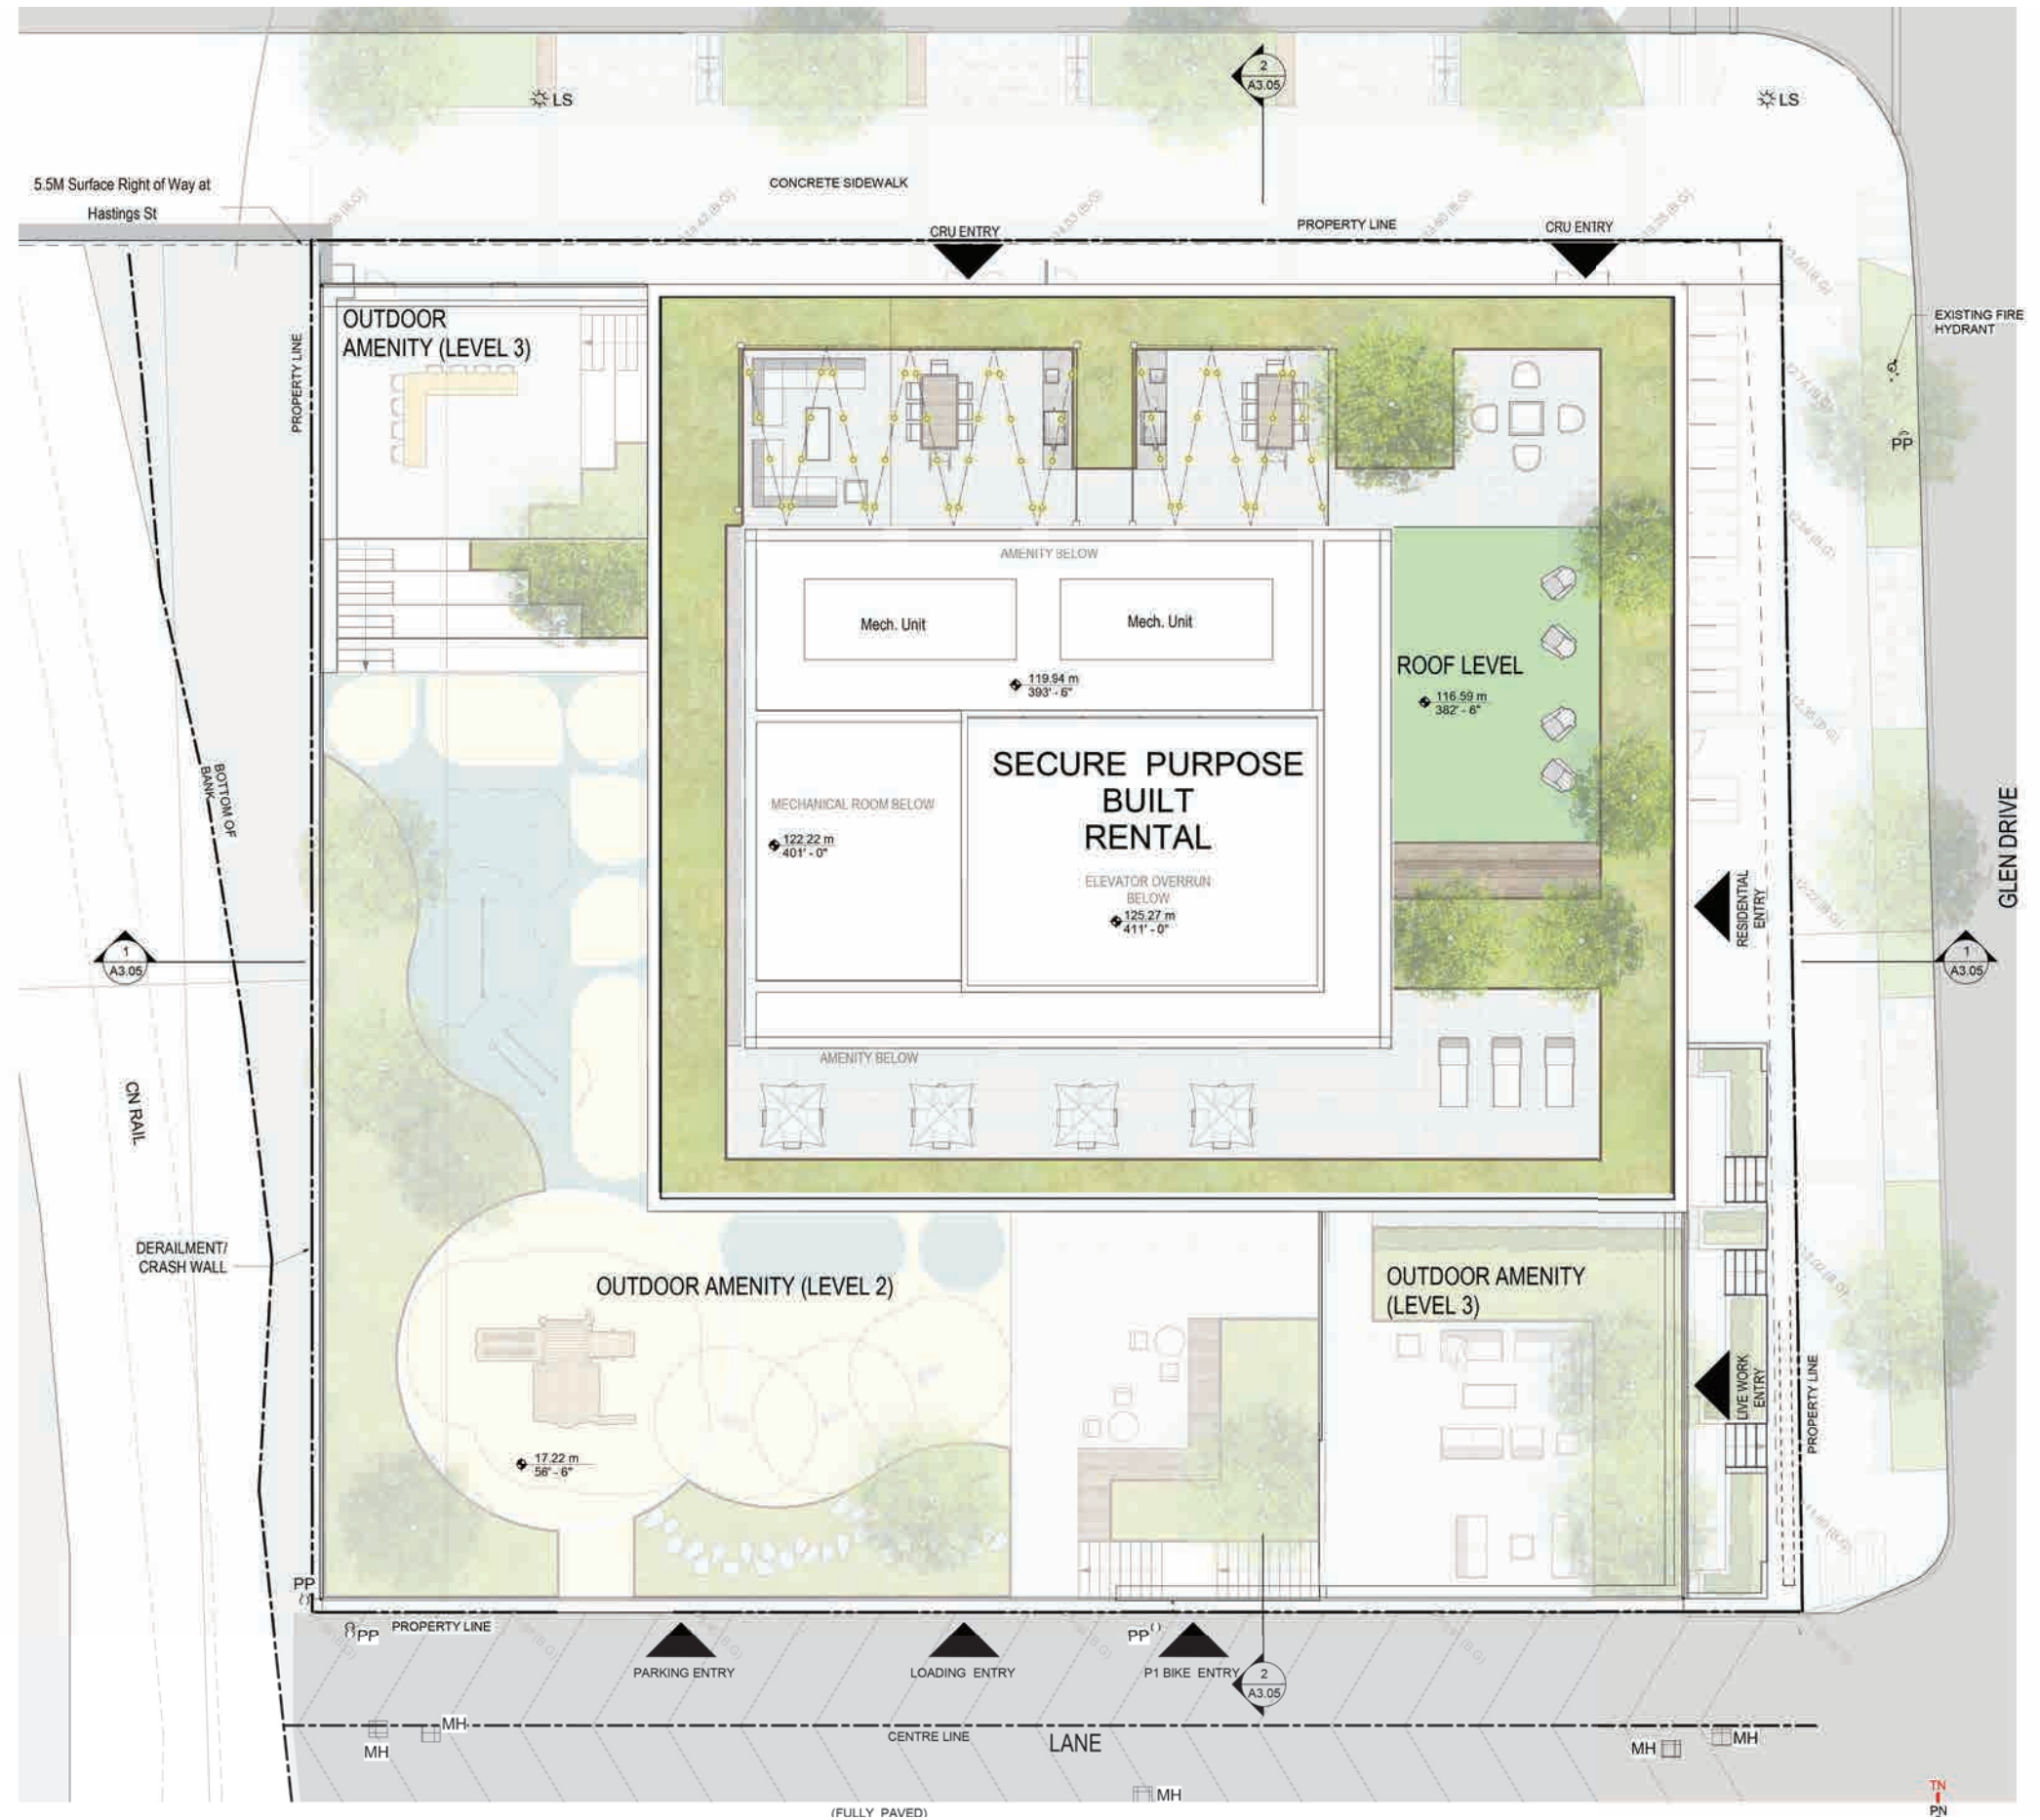 2
A3.05
LS
LS
5.5M Surface Right of Way at
Hastings St
CONCRETE SIDEWALK
CRU ENTRY
PROPERTY LINE
CRU ENTRY
OUTDOOR
AMENITY (LEVEL 3)
PROPERTY LINE
EXISTING FIRE
HYDRANT
PP
AMENITY BELOW
Mech. Unit
Mech. Unit
119.94 m
393' - 6"
ROOF LEVEL
116.59 m
382' - 6"
SECURE PURPOSE
BUILT
RENTAL
MECHANICAL ROOM BELOW
122.22 m
401' - 0"
ELEVATOR OVERRUN
BELOW
125.27 m
411' - 0"
BOTTOM OF
BANK
GLEN DRIVE
RESIDENTIAL
ENTRY
1
A3.05
1
A3.05
AMENITY BELOW
CN RAIL
DERAILMENT/
CRASH WALL
OUTDOOR AMENITY (LEVEL 2)
OUTDOOR AMENITY
(LEVEL 3)
LIVE WORK
ENTRY
PROPERTY LINE
17.22 m
56' - 6"
PP
PP
PROPERTY LINE
PP
PARKING ENTRY
LOADING ENTRY
P1 BIKE ENTRY
2
A3.05
MH
MH
CENTRE LINE
LANE
MH
MH
MH
(FULLY PAVED)
TN
PN